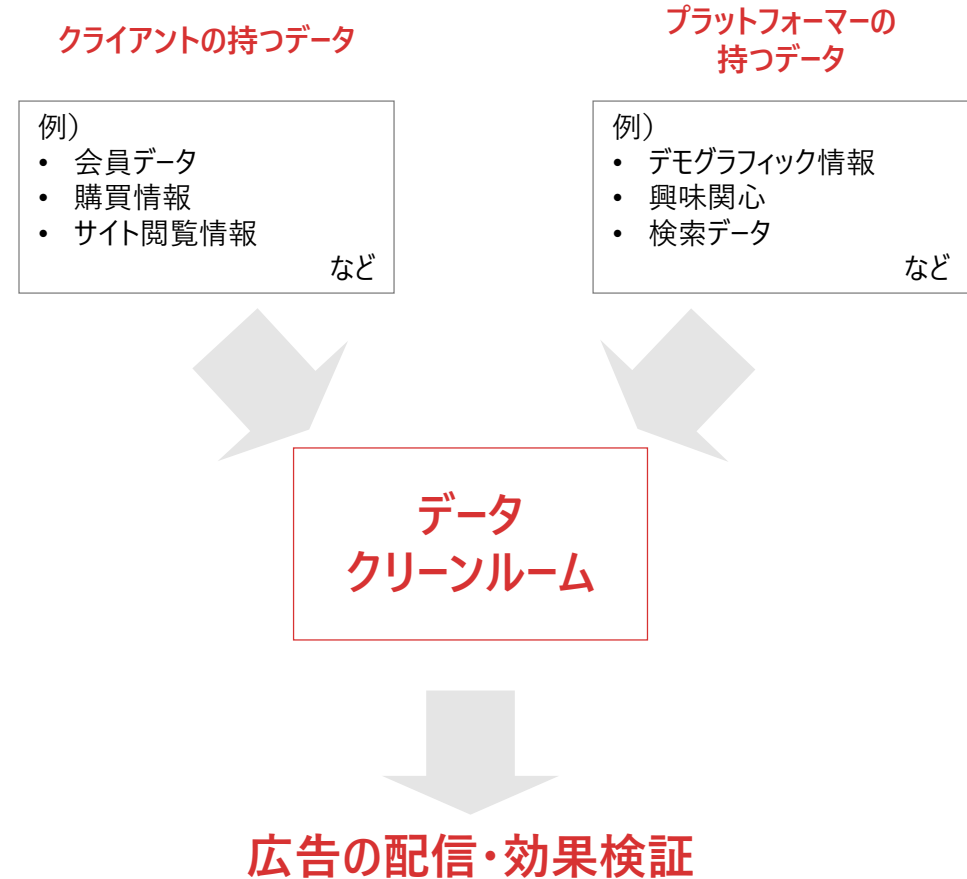 クライアントの持つデータ
プラットフォーマーの
持つデータ
例）
• 会員データ
• 購買情報
• サイト閲覧情報
など
例）
• デモグラフィック情報
• 興味関心
• 検索データ
など
データ
クリーンルーム
広告の配信・効果検証